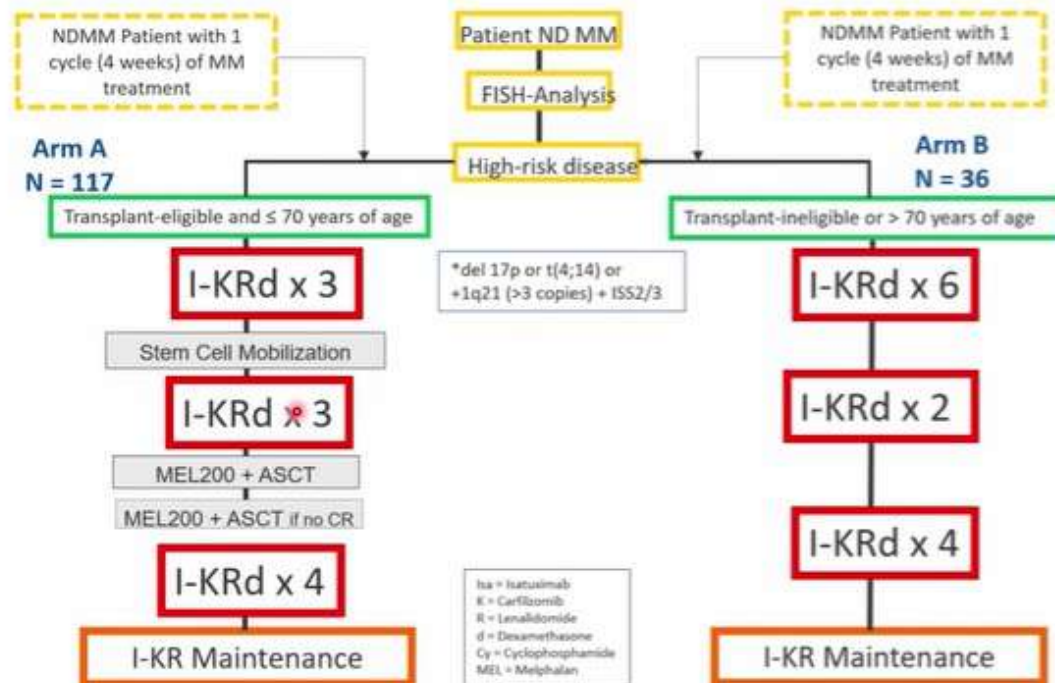 NDMM Patient with 1
cycle (4 weeks) of MM
treatment
Patient ND MM
FISH-Analysis
High-risk disease
NDMM Patient with 1
cycle (4 weeks) of MM
treatment
Arm A
N = 117
Arm B
N = 36
Transplant-eligible and ≤ 70 years of age
Transplant-ineligible or > 70 years of age
I-KRd x 3
Stem Cell Mobilization
I-KRd x 3
MEL200 + ASCT
MEL200 + ASCT if no CR
I-KRd x 4
I-KR Maintenance
*del 17p or t(4;14) or
+1q21 (>3 copies) + ISS2/3
Isa = Isatuximab
K = Carfilzomib
R = Lenalidomide
d = Dexamethasone
Cy = Cyclophosphamide
MEL = Melphalan
I-KRd x 6
I-KRd x 2
I-KRd x 4
I-KR Maintenance